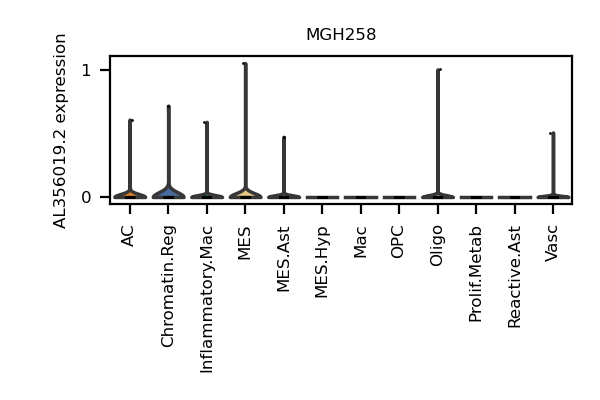 MGH258
AL356019.2 expression
1
0
AC
Chromatin.Reg
Inflammatory.Mac
MES
MES.Ast
MES.Hyp
Mac
OPC
Oligo
Prolif.Metab
Reactive.Ast
Vasc